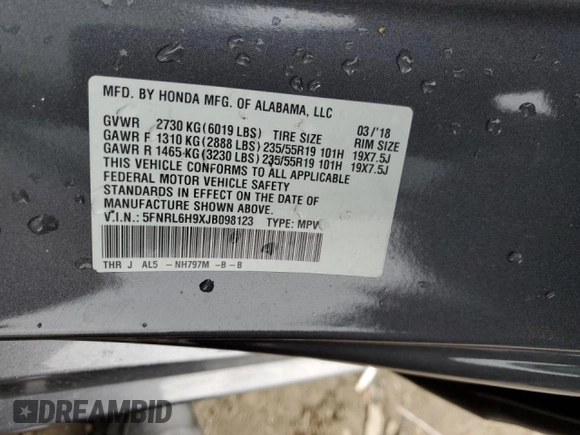 MFD. BY HONDA MFG. OF ALABAMA, LLC
GVWR 2730 KG(6019 LBS) TIRE SIZE 03/'18 RIM SIZE
GAWR F 1310 KG(2888 LBS) 235/55R19 101H 19X7.5J
GAWR R 1465 KG(3230 LBS) 235/55R19 101H 19X7.5J
THIS VEHICLE CONFORMS TO ALL APPLICABLE
FEDERAL MOTOR VEHICLE SAFETY
STANDARDS IN EFFECT ON THE DATE OF
MANUFACTURE SHOWN ABOVE.
V.I.N.: 5FNRL6H9XJB098123 TYPE: MPV
THR J AL5 -NH797M -B-B
DREAMBID